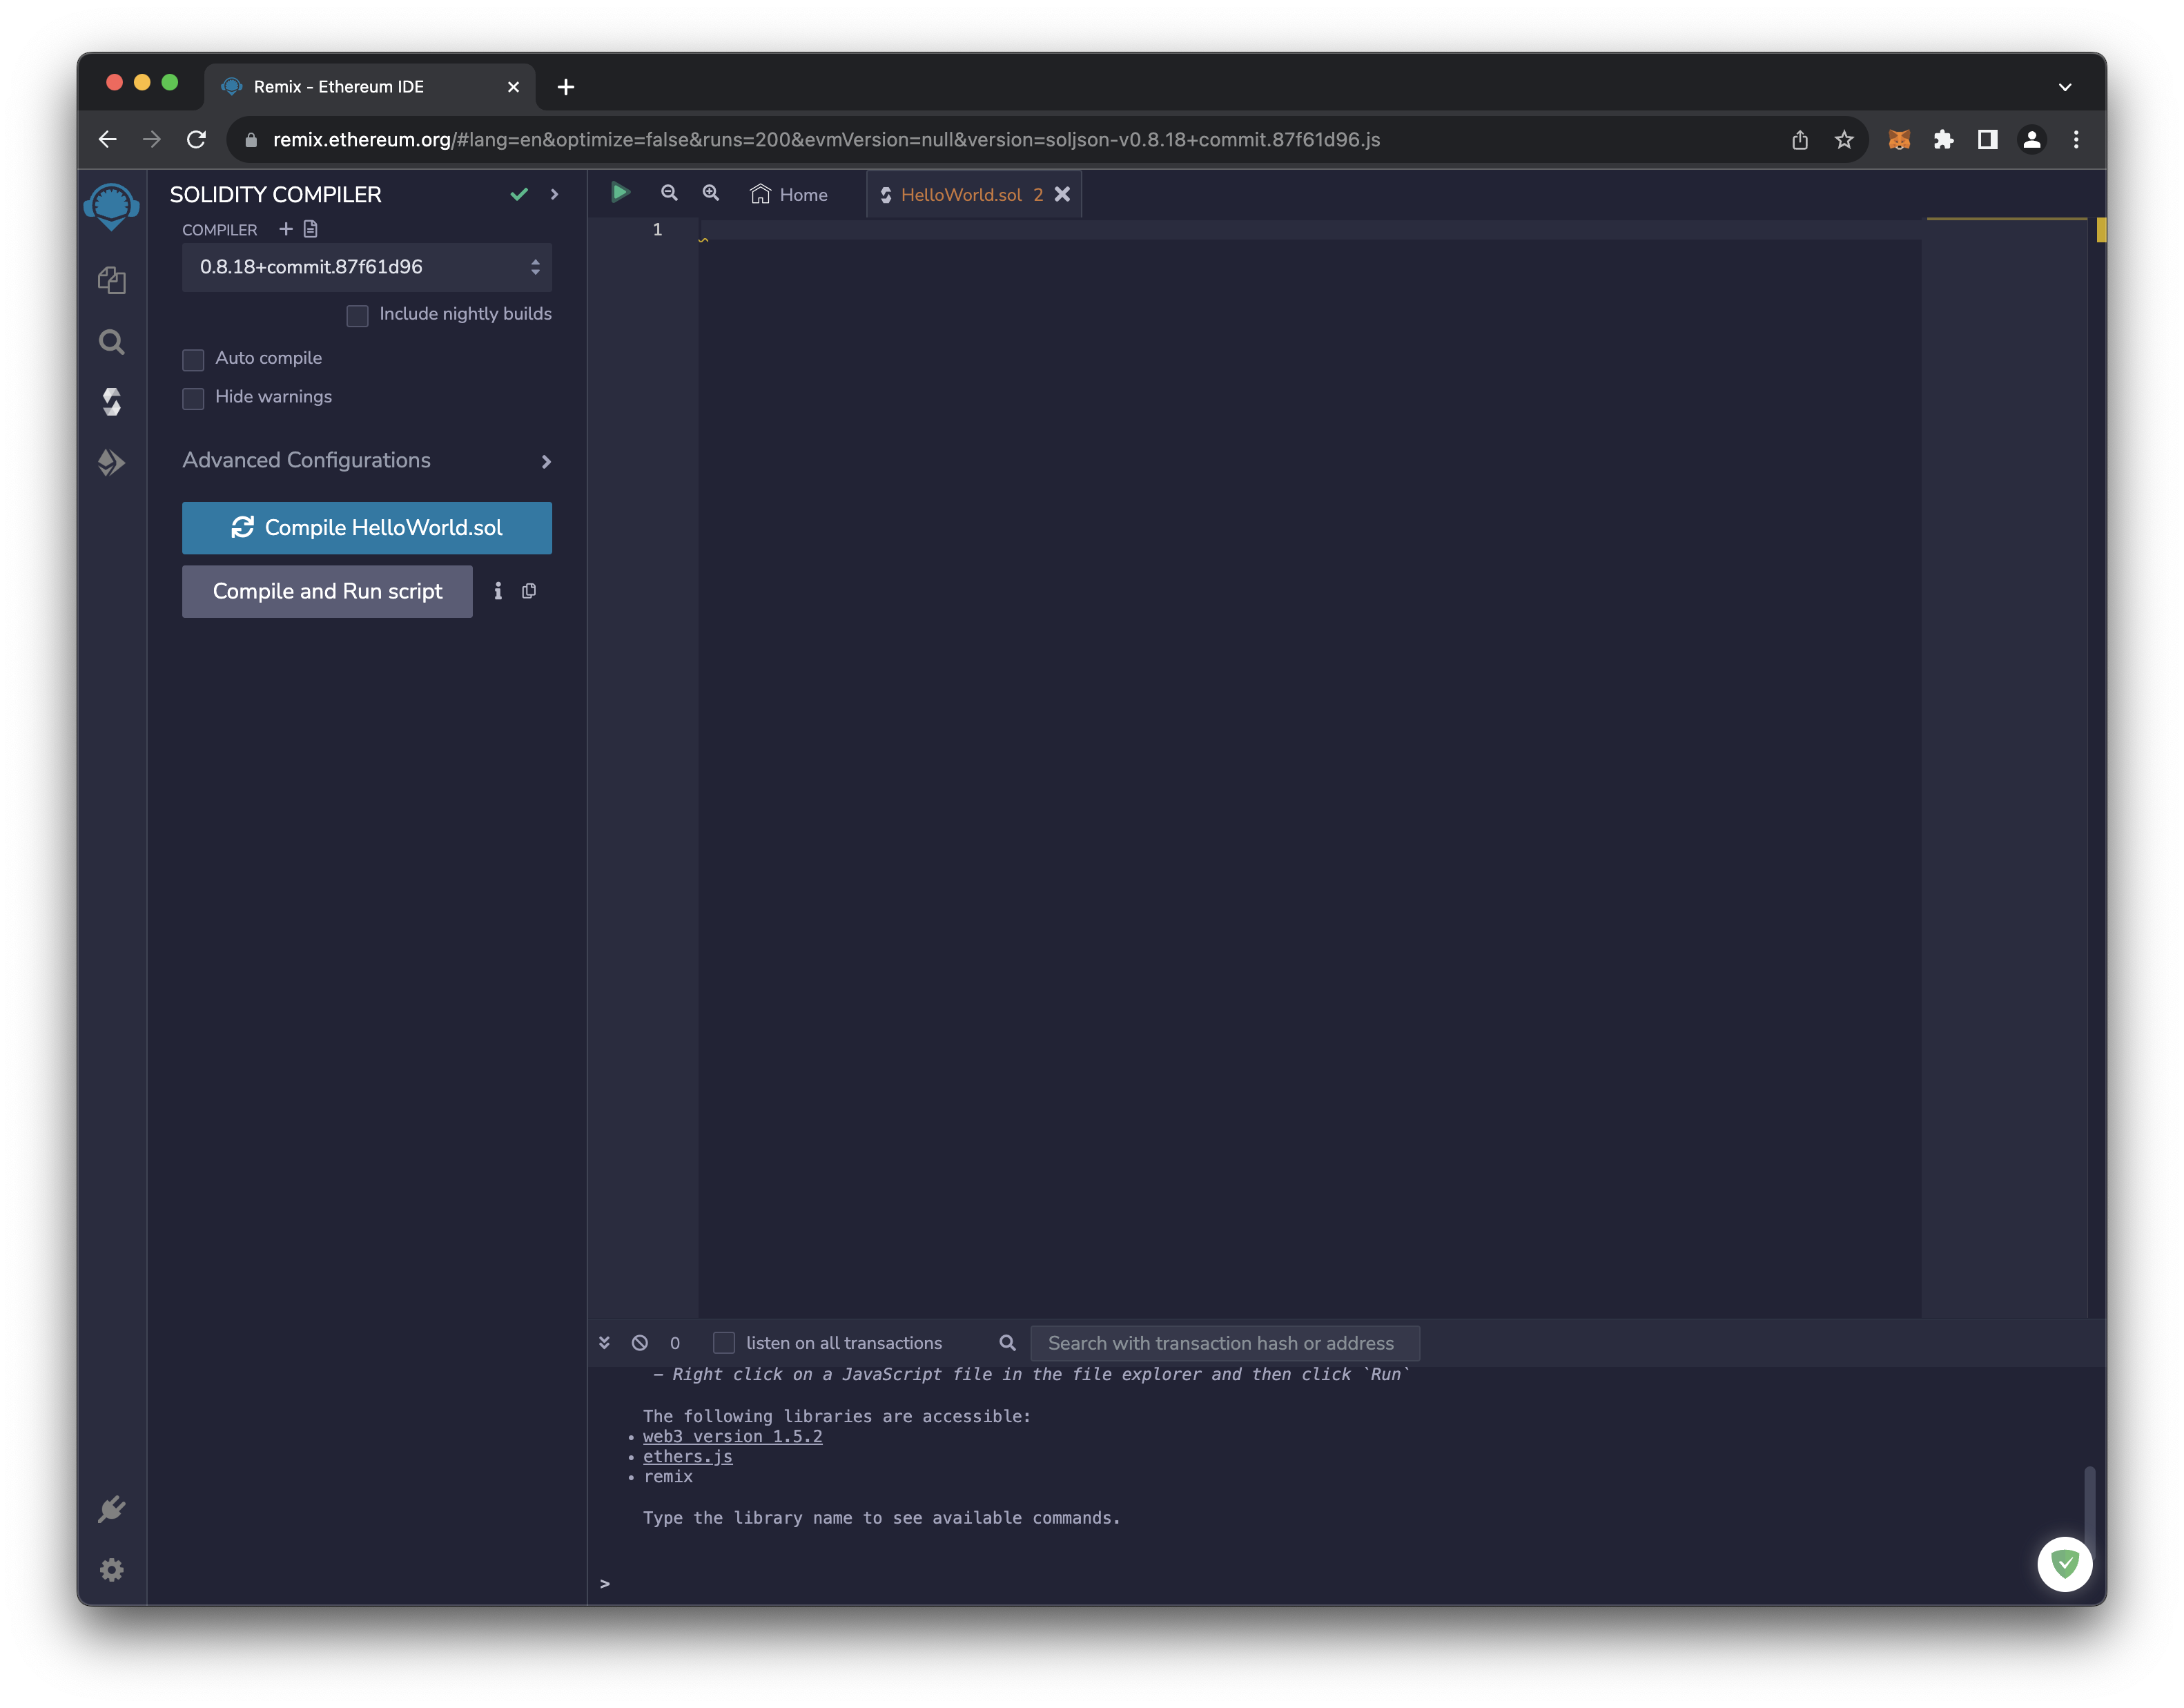 Remix - Ethereum IDE
remix.ethereum.org/#lang=en&optimize=false&runs=200&evmVersion=null&version=soljson-v0.8.18+commit.87f61d96.js
SOLIDITY COMPILER
COMPILER
0.8.18+commit.87f61d96
Include nightly builds
Auto compile
Hide warnings
Advanced Configurations
Compile HelloWorld.sol
Compile and Run script
Home
HelloWorld.sol 2
1
0
listen on all transactions
Search with transaction hash or address
– Right click on a JavaScript file in the file explorer and then click `Run`
The following libraries are accessible:
• web3 version 1.5.2
• ethers.js
• remix
Type the library name to see available commands.
>